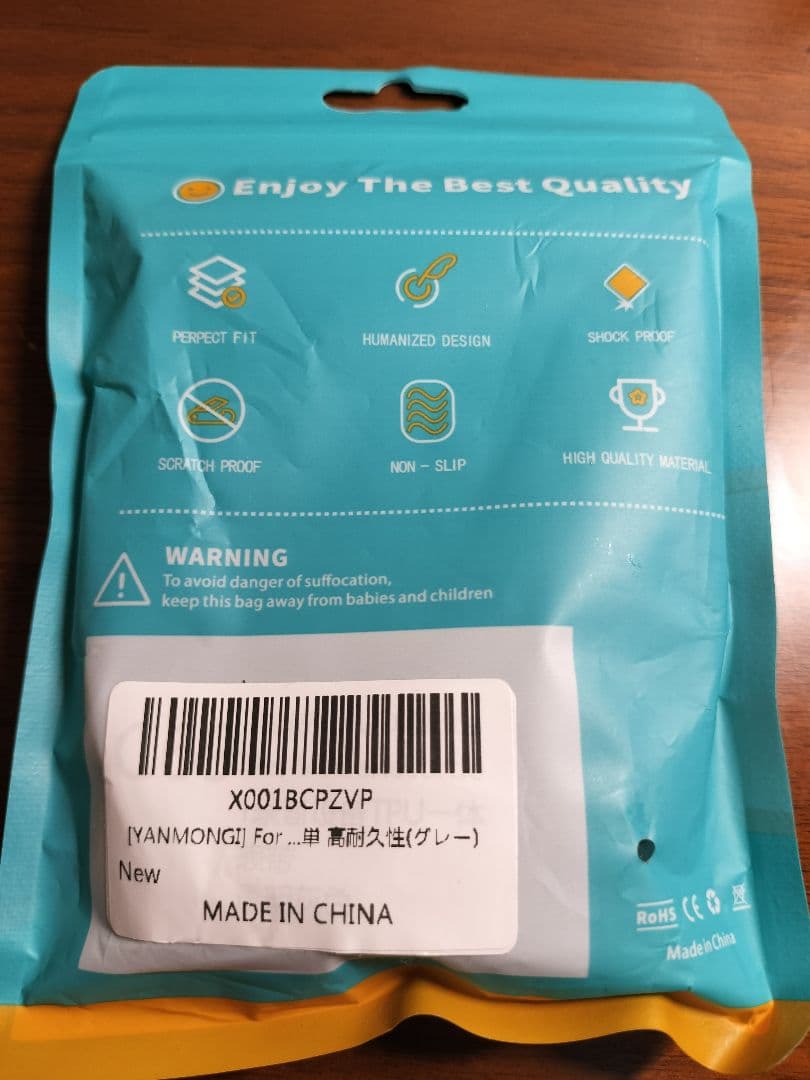 Enjoy The Best Quality
PERPECT FIT
HUMANIZED DESIGN
SHOCK PROOF
SCRATCH PROOF
NON - SLIP
HIGH QUALITY MATERIAL
WARNING
To avoid danger of suffocation,
keep this bag away from babies and children
X001BCPZVP
[YANMONGI] For ...単 高耐久性(グレー)
New
MADE IN CHINA
RoHS CE
Made in China